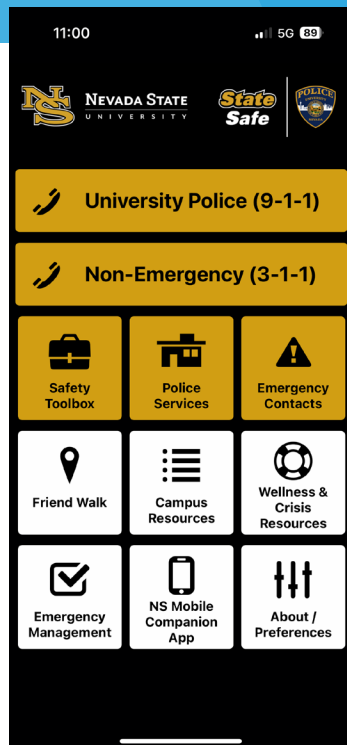 11:00
5G 89
NS
NEVADA STATE
UNIVERSITY
State
Safe
POLICE
University Police (9-1-1)
Non-Emergency (3-1-1)
Safety
Toolbox
Police
Services
Emergency
Contacts
Friend Walk
Campus
Resources
Wellness &
Crisis
Resources
Emergency
Management
NS Mobile
Companion
App
About /
Preferences